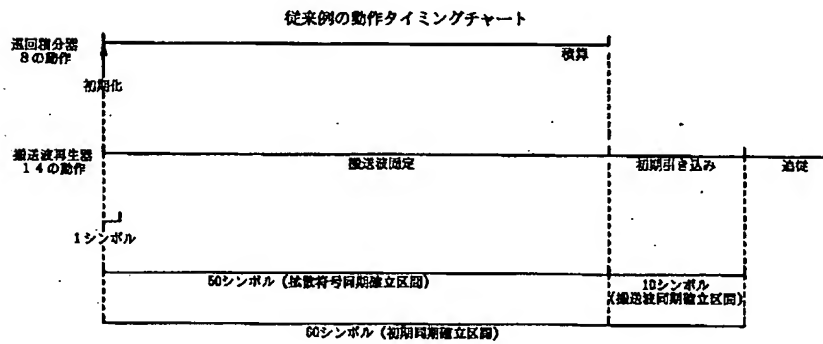 従来例の動作タイミングチャート
巡回積分器
8の動作
積算
初期化
搬送波再生器
14の動作
搬送波固定
初期引き込み
追従
1シンボル
50シンボル（拡散符号同期確立区間）
10シンボル
（搬送波同期確立区間）
60シンボル（初期同期確立区間）